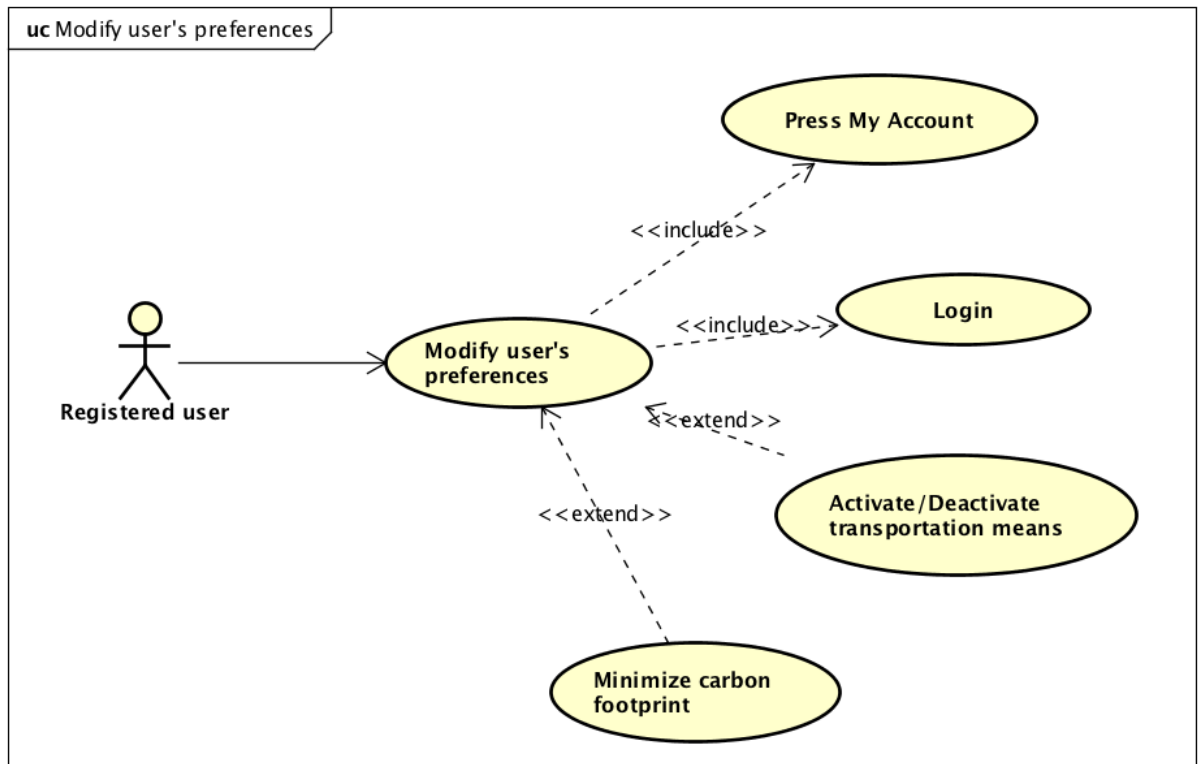 uc Modify user's preferences
Press My Account
<<include>>
Login
<<include>>
Modify user's
preferences
Registered user
<<extend>>
Activate/Deactivate
transportation means
<<extend>>
Minimize carbon
footprint